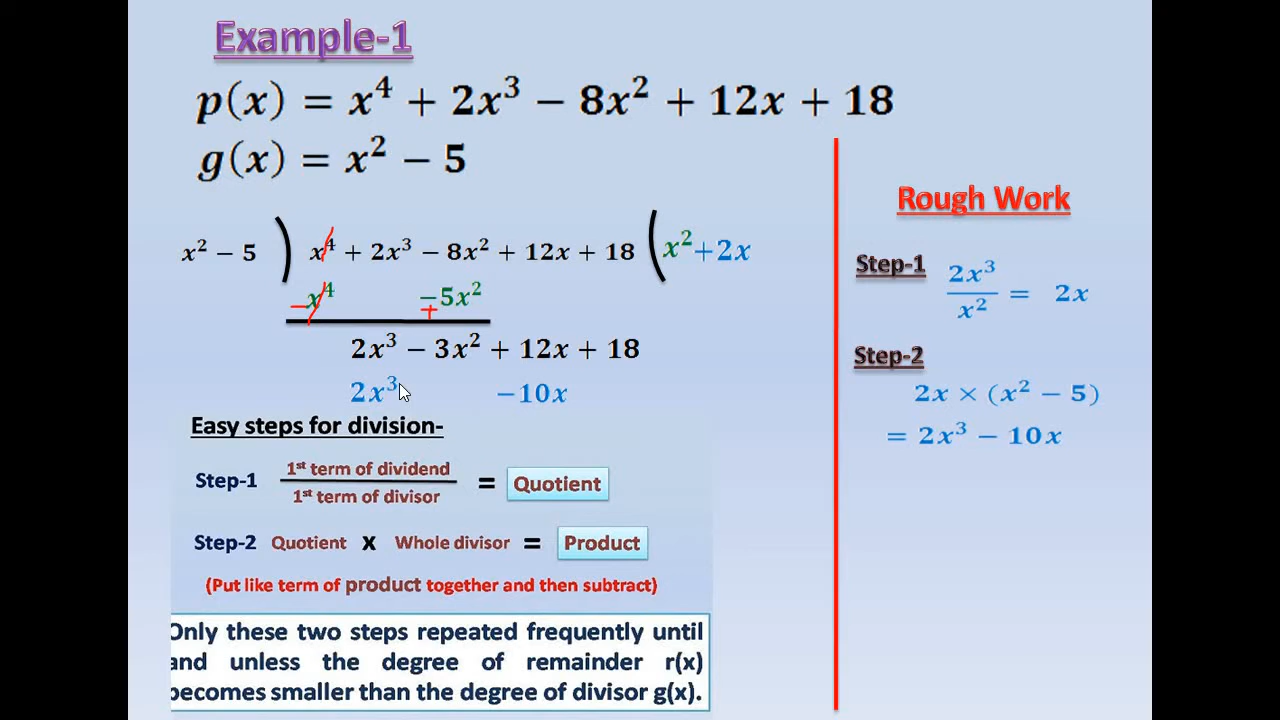 Example-1
p(x) = x⁴ + 2x³ − 8x² + 12x + 18
g(x) = x² − 5
x² − 5 ) x⁴ + 2x³ − 8x² + 12x + 18 ( x² +2x
− x⁴ −5x²
+
2x³ − 3x² + 12x + 18
2x³ −10x
Easy steps for division-
Step-1 1st term of dividend / 1st term of divisor = Quotient
Step-2 Quotient x Whole divisor = Product
(Put like term of product together and then subtract)
Only these two steps repeated frequently until
and unless the degree of remainder r(x)
becomes smaller than the degree of divisor g(x).
Rough Work
Step-1 2x³ / x² = 2x
Step-2
2x × (x² − 5)
= 2x³ − 10x